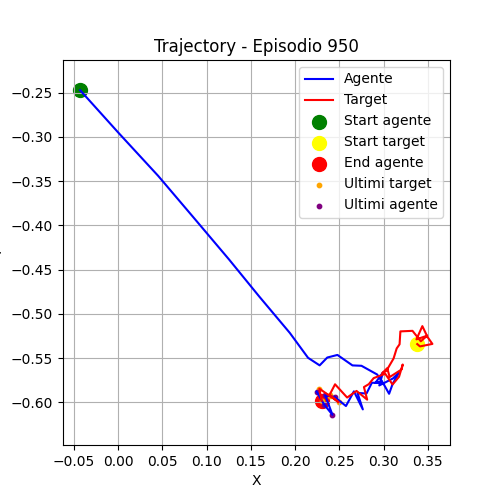 Trajectory - Episodio 950
Agente
Target
Start agente
Start target
End agente
Ultimi target
Ultimi agente
−0.25
−0.30
−0.35
−0.40
−0.45
−0.50
−0.55
−0.60
−0.05 0.00 0.05 0.10 0.15 0.20 0.25 0.30 0.35
X